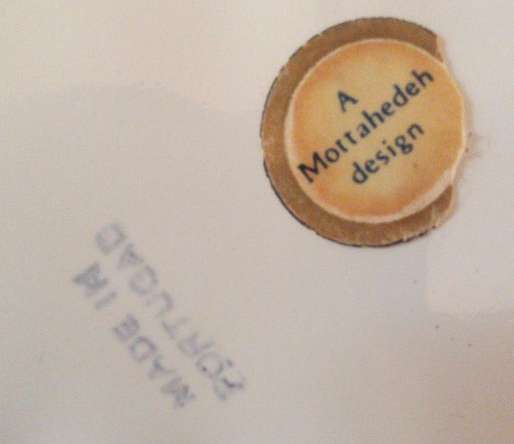 A
Mottahedeh
design
MADE IN
PORTUGAL